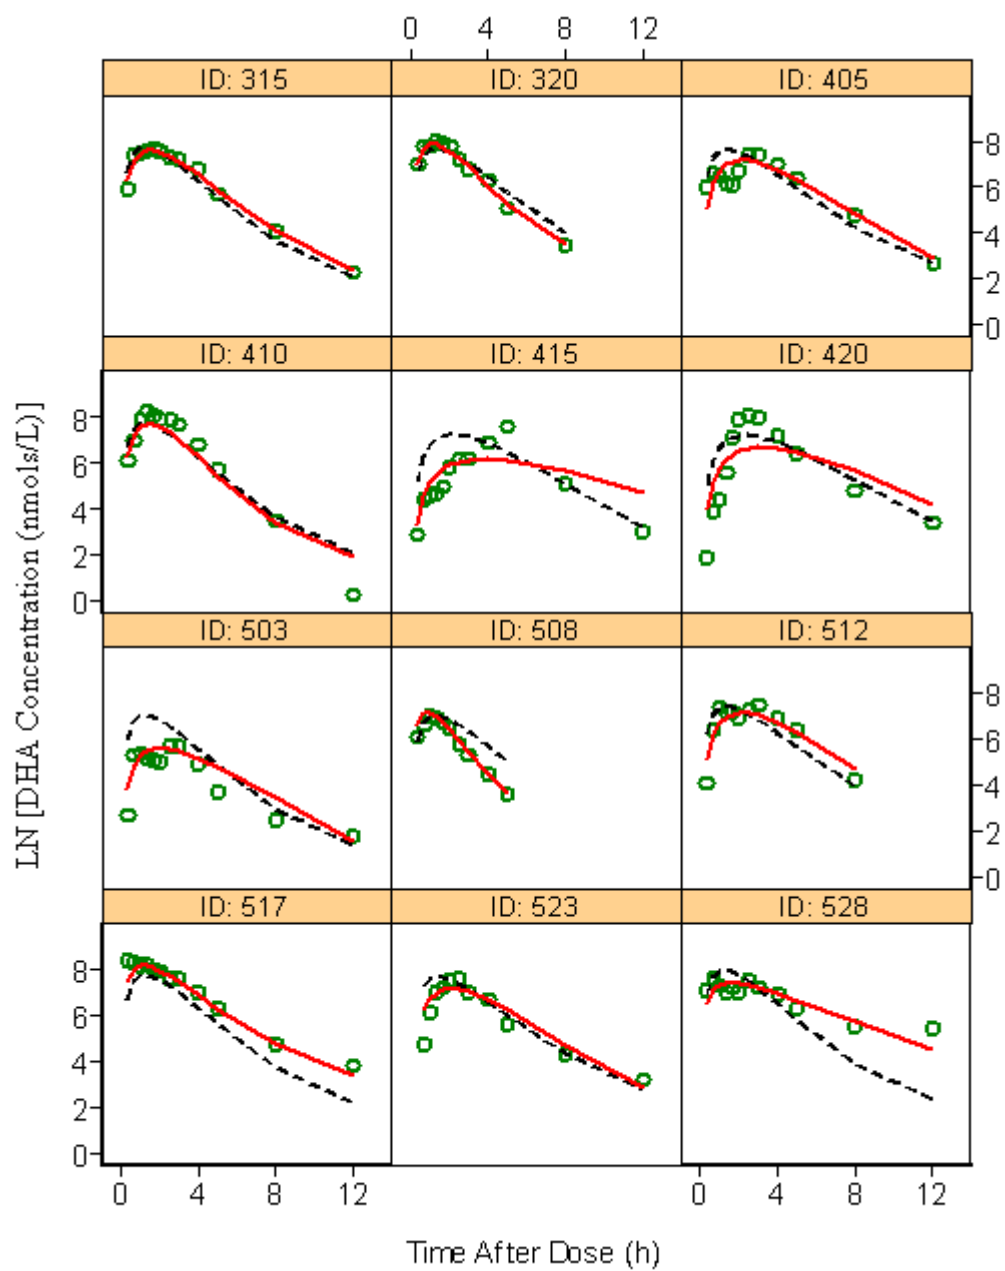 0 4 8 12
ID: 315 ID: 320 ID: 405
8
6
4
2
0
ID: 410 ID: 415 ID: 420
8
6
4
2
0
LN [DHA Concentration (nmols/L)]
ID: 503 ID: 508 ID: 512
8
6
4
2
0
ID: 517 ID: 523 ID: 528
8
6
4
2
0
0 4 8 12 0 4 8 12
Time After Dose (h)